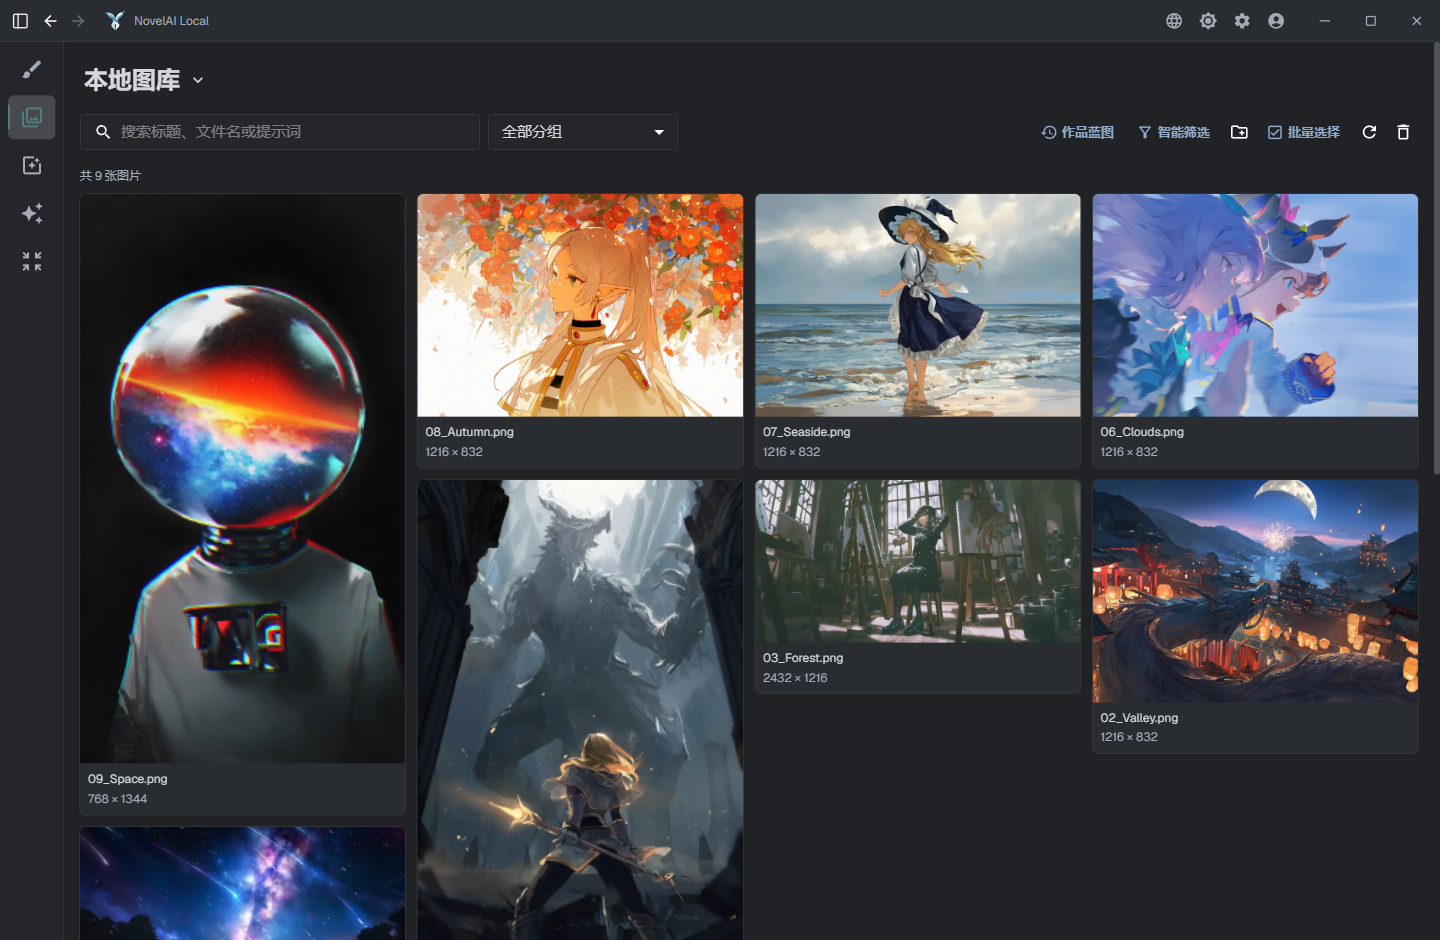 NovelAI Local
本地图库
搜索标题、文件名或提示词
全部分组
作品蓝图
智能筛选
批量选择
共 9 张图片
09_Space.png
768 × 1344
08_Autumn.png
1216 × 832
07_Seaside.png
1216 × 832
06_Clouds.png
1216 × 832
03_Forest.png
2432 × 1216
02_Valley.png
1216 × 832